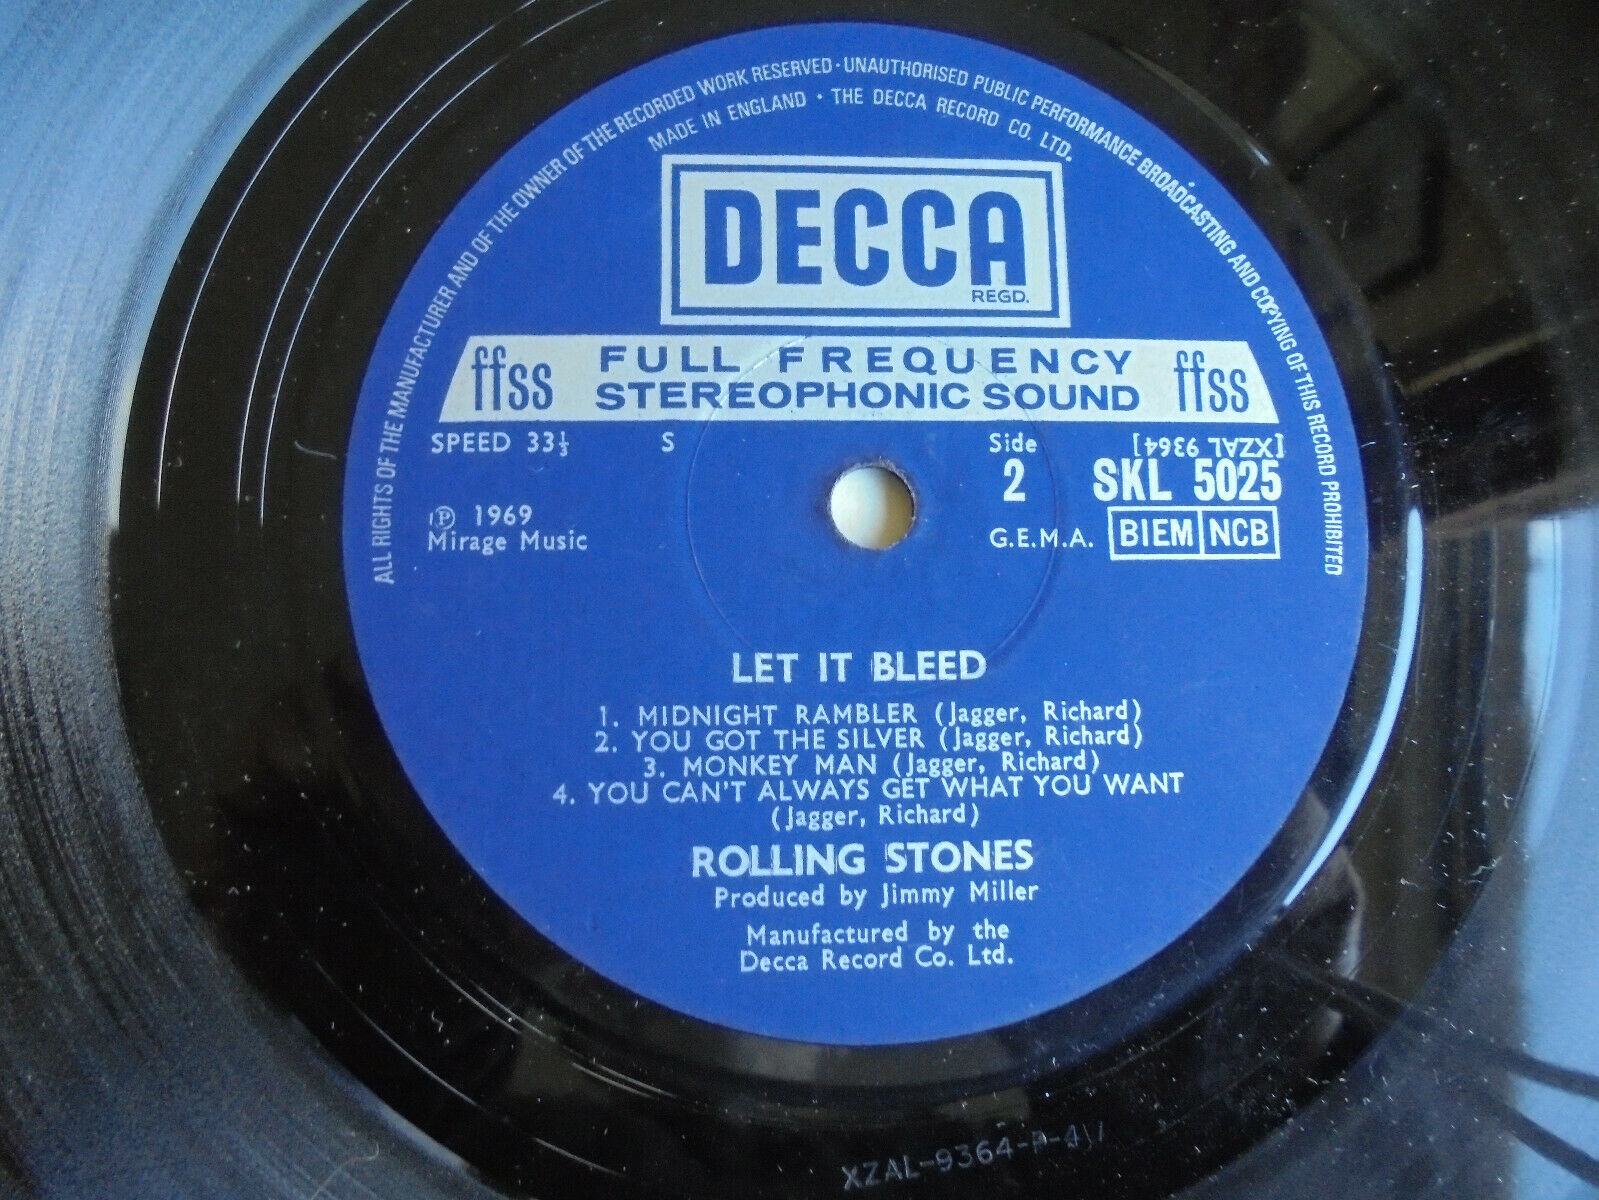 ALL RIGHTS OF THE MANUFACTURER AND OF THE OWNER OF THE RECORDED WORK RESERVED · UNAUTHORISED PUBLIC PERFORMANCE BROADCASTING AND COPYING OF THIS RECORD PROHIBITED
MADE IN ENGLAND · THE DECCA RECORD CO. LTD.
DECCA
REGD.
ffss FULL FREQUENCY STEREOPHONIC SOUND ffss
SPEED 33⅓ S Side 2
[XZAL 9364]
SKL 5025
℗ 1969
Mirage Music
G.E.M.A. BIEM NCB
LET IT BLEED
1. MIDNIGHT RAMBLER (Jagger, Richard)
2. YOU GOT THE SILVER (Jagger, Richard)
3. MONKEY MAN (Jagger, Richard)
4. YOU CAN'T ALWAYS GET WHAT YOU WANT
(Jagger, Richard)
ROLLING STONES
Produced by Jimmy Miller
Manufactured by the
Decca Record Co. Ltd.
XZAL-9364-P-4W